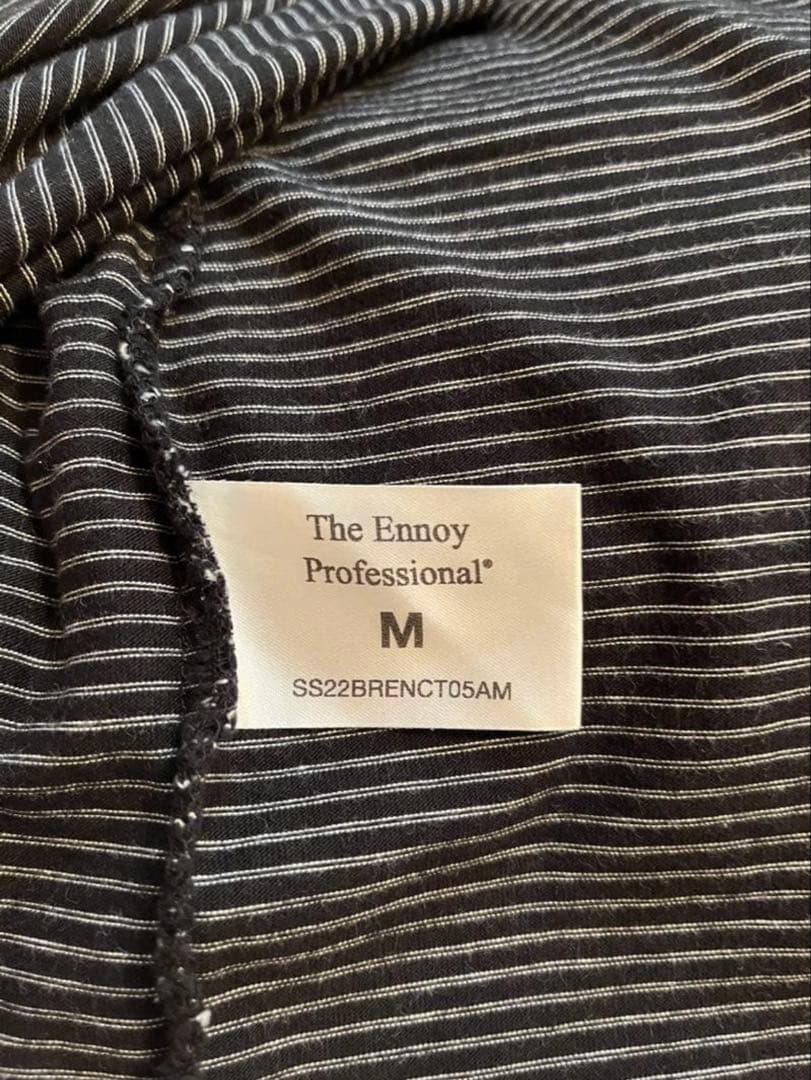 The Ennoy
Professional®
M
SS22BRENCT05AM